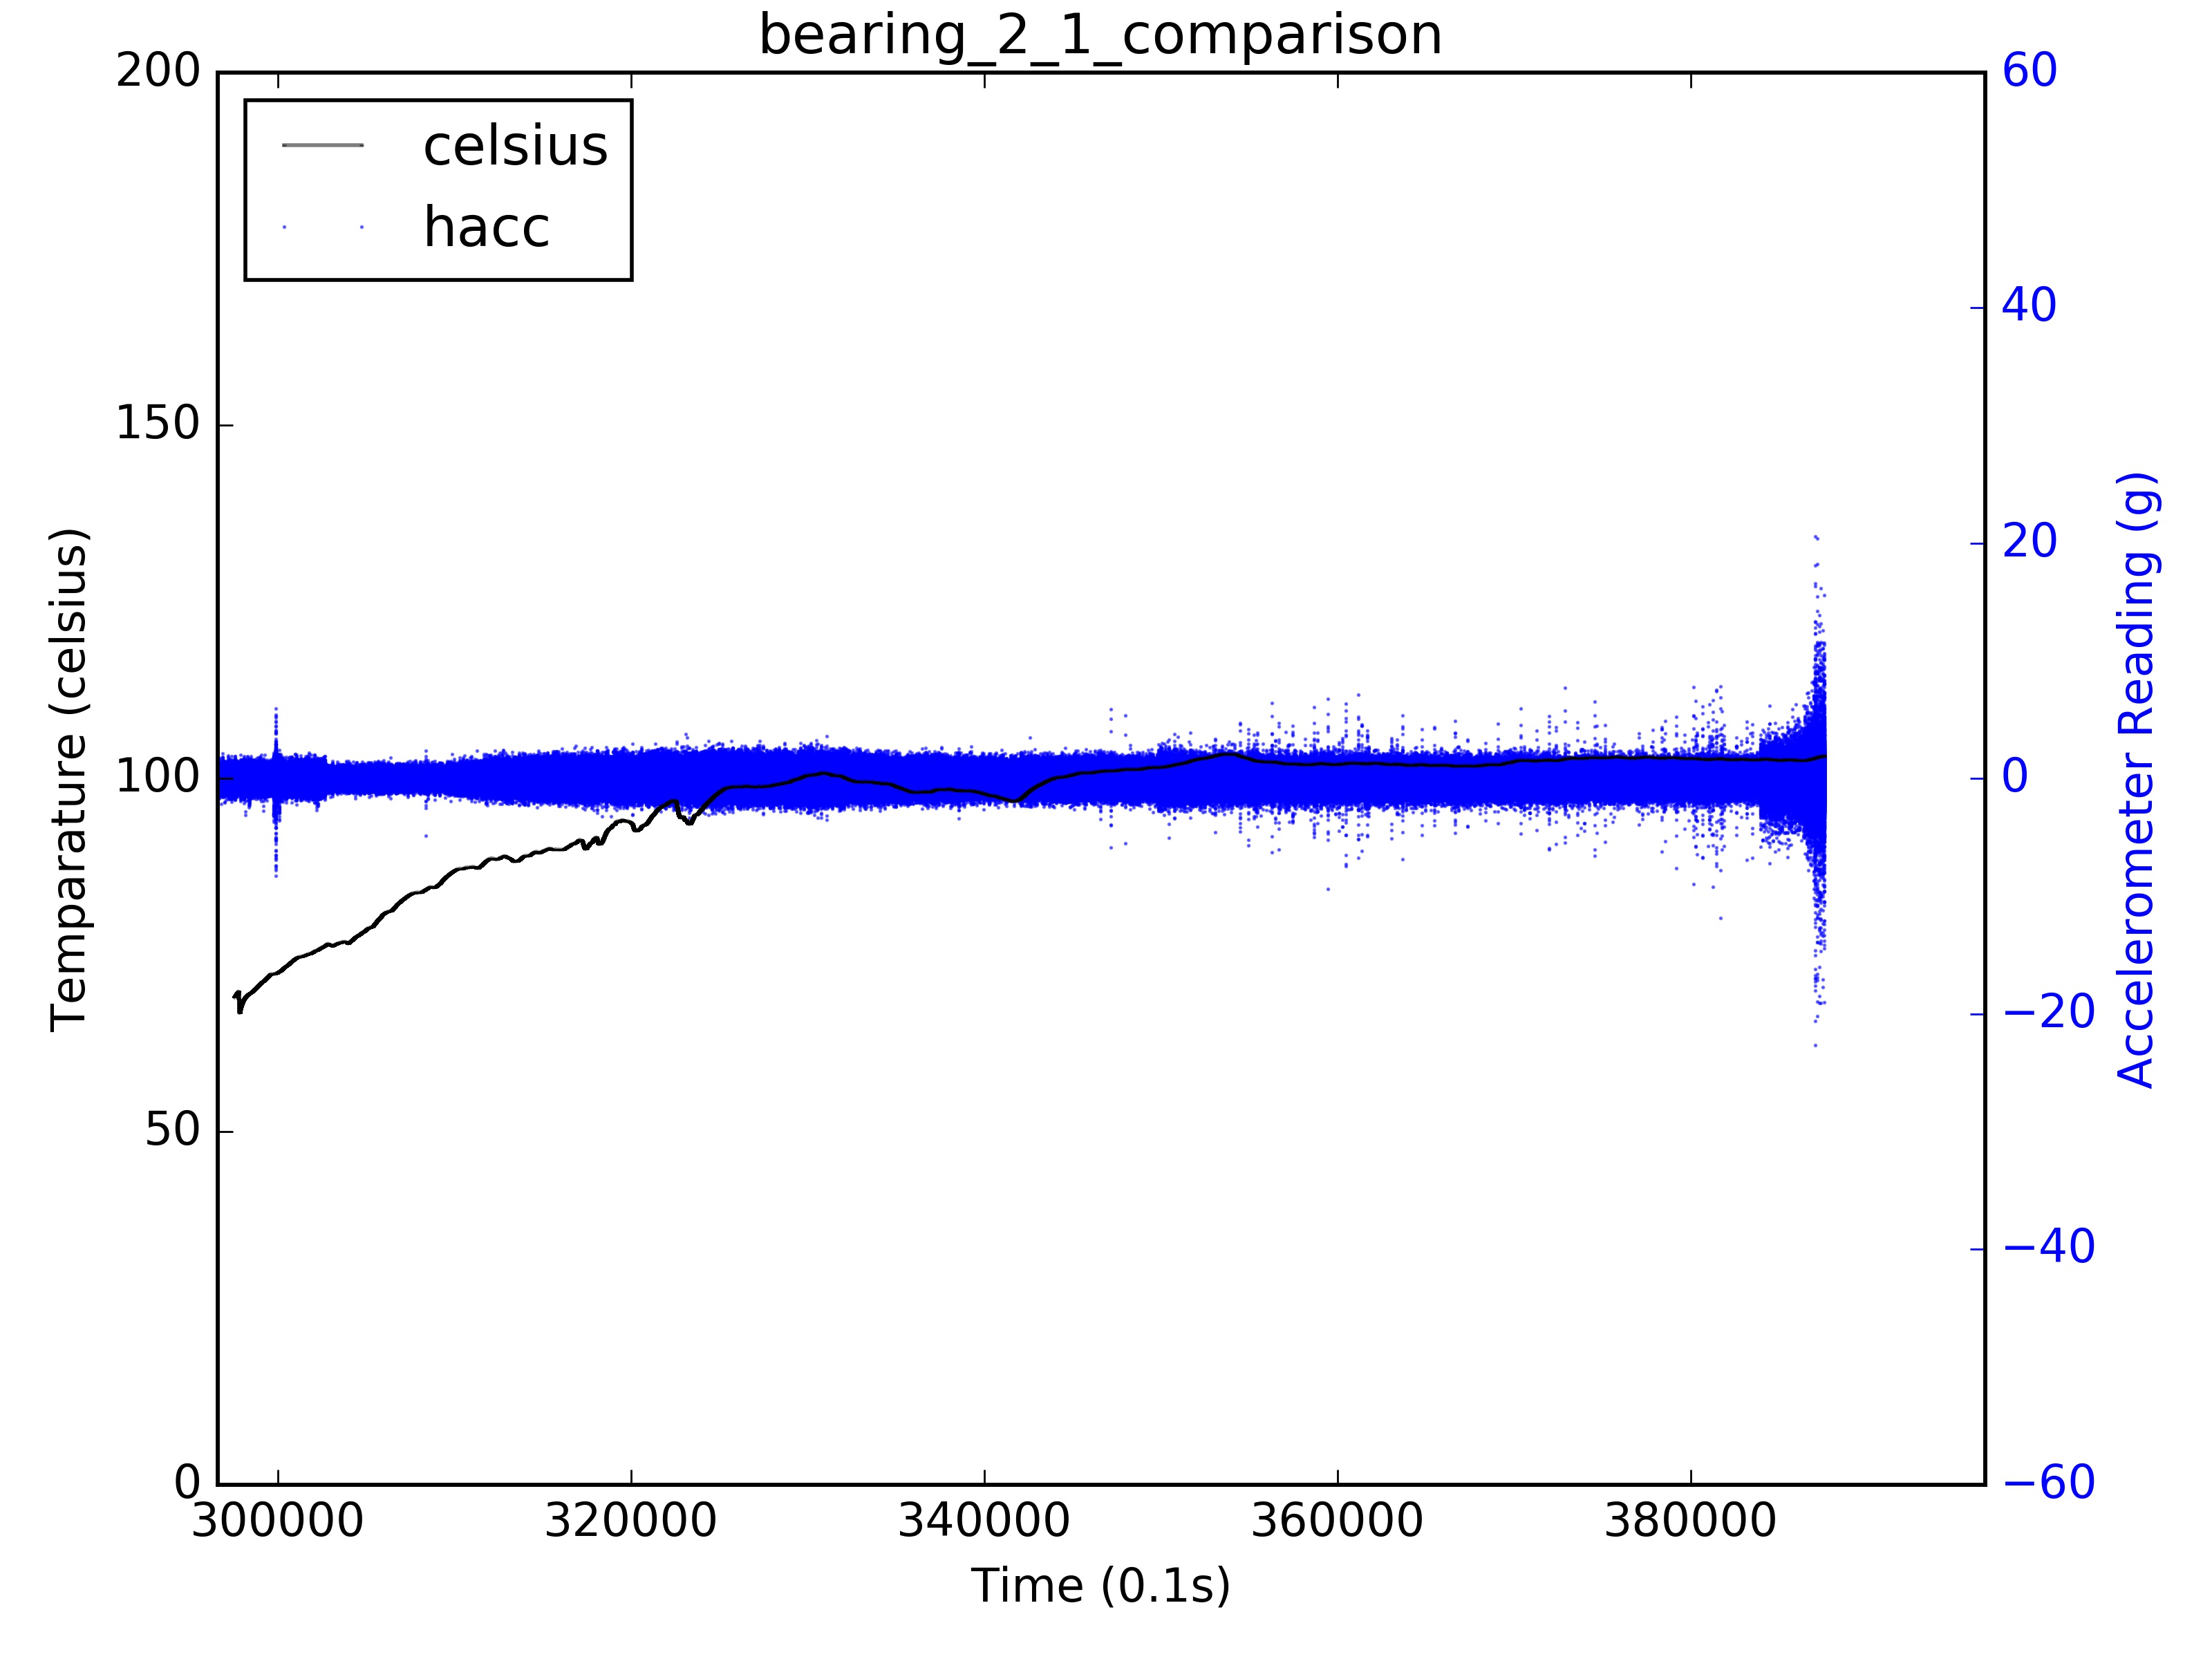 bearing_2_1_comparison
celsius
hacc
200
150
100
50
0
Temparature (celsius)
60
40
20
0
−20
−40
−60
Accelerometer Reading (g)
300000 320000 340000 360000 380000
Time (0.1s)